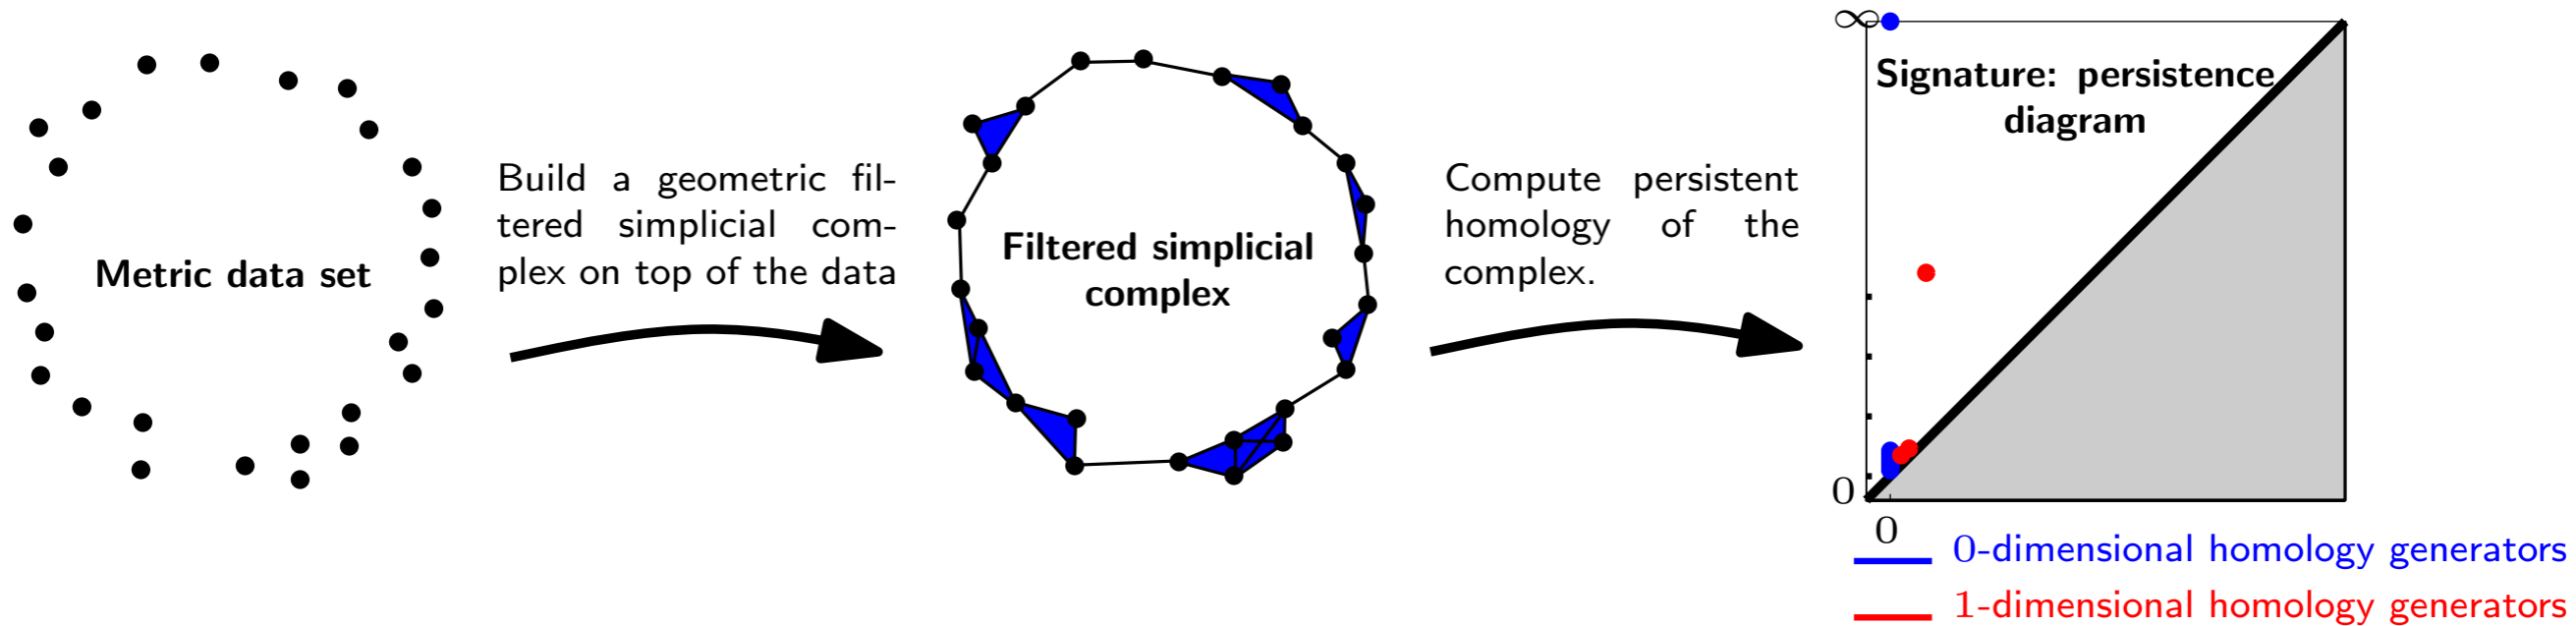 Metric data set
Build a geometric fil-
tered simplicial com-
plex on top of the data
Filtered simplicial
complex
Compute persistent
homology of the
complex.
∞
Signature: persistence
diagram
0
0
0-dimensional homology generators
1-dimensional homology generators